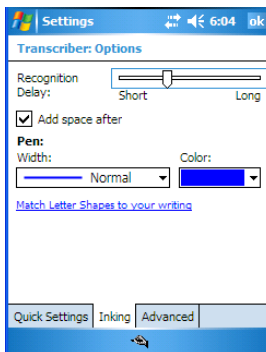 Settings 6:04 ok
Transcriber: Options
Recognition
Delay:
Short Long
Add space after
Pen:
Width: Color:
Normal
Match Letter Shapes to your writing
Quick Settings Inking Advanced